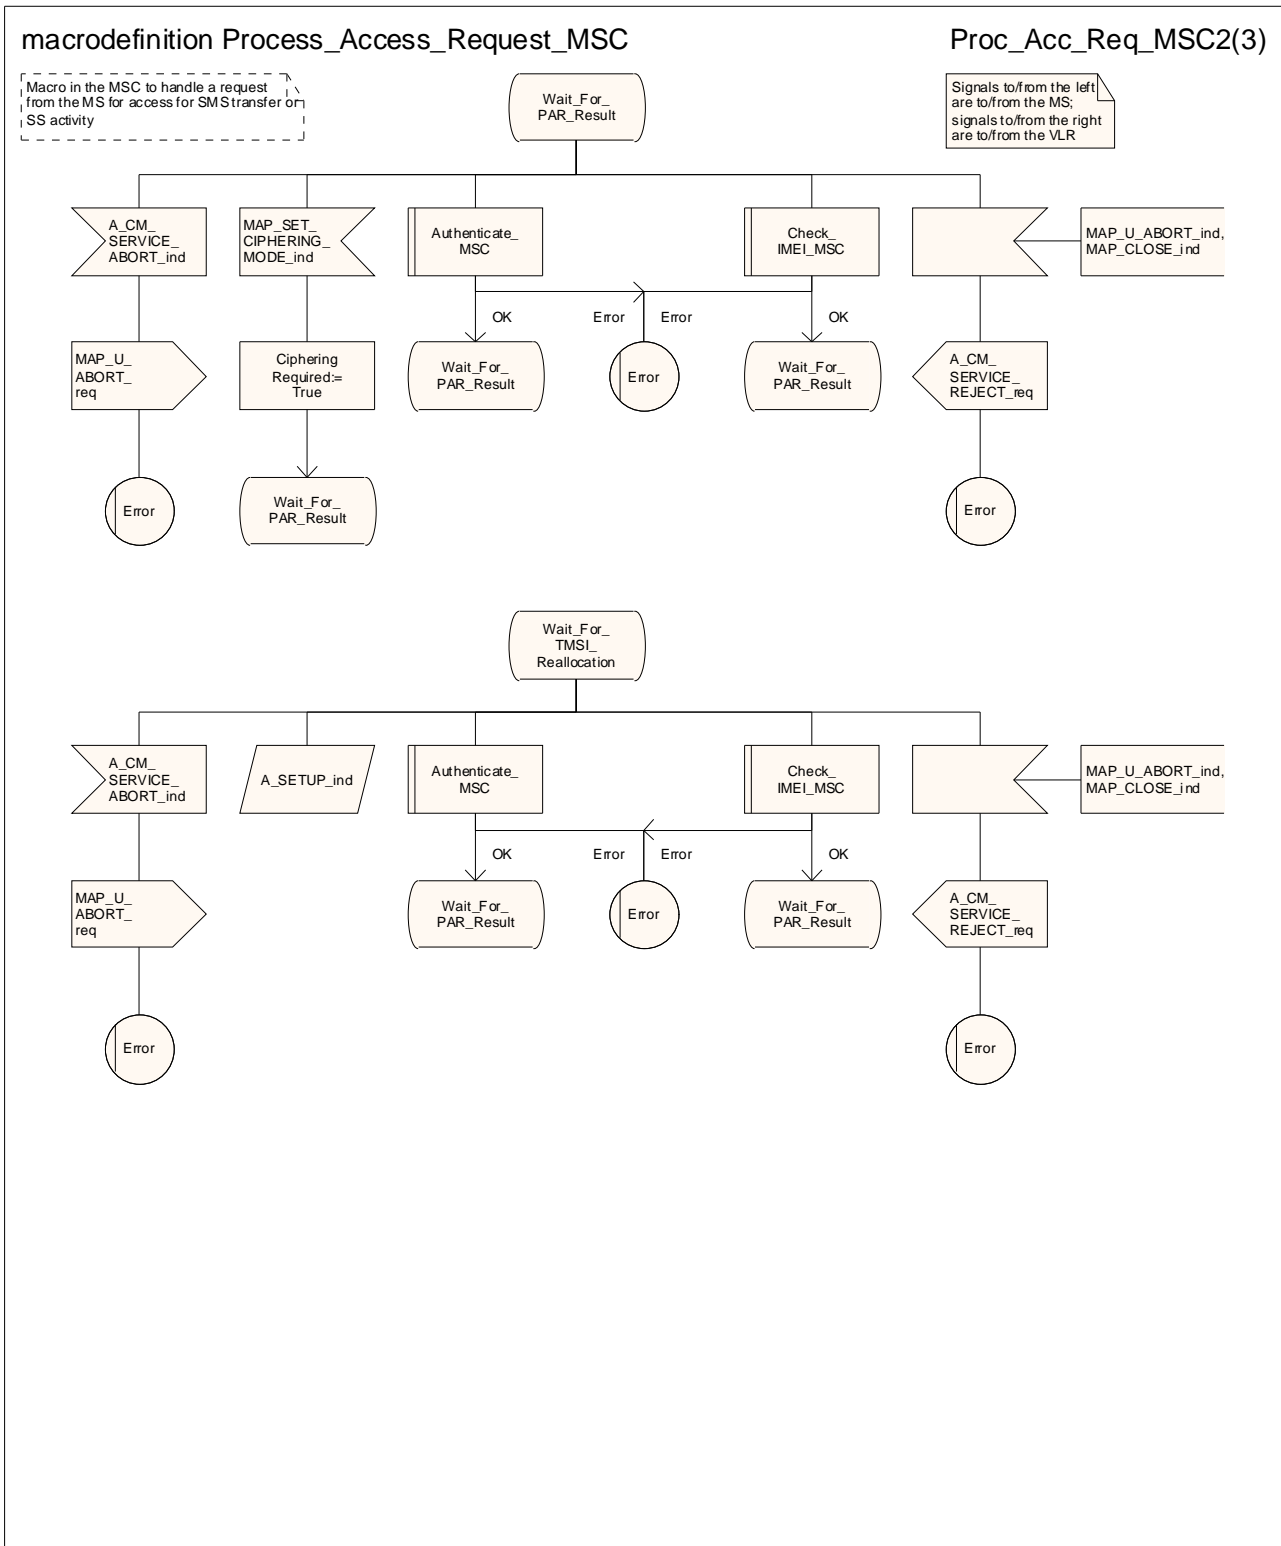 macrodefinition Process_Access_Request_MSC
Proc_Acc_Req_MSC2(3)
Macro in the MSC to handle a request
from the MS for access for SMS transfer or
SS activity
Wait_For_
PAR_Result
Signals to/from the left
are to/from the MS;
signals to/from the right
are to/from the VLR
A_CM_
SERVICE_
ABORT_ind
MAP_SET_
CIPHERING_
MODE_ind
Authenticate_
MSC
Check_
IMEI_MSC
MAP_U_ABORT_ind,
MAP_CLOSE_ind
OK
Error
Error
OK
MAP_U_
ABORT_
req
Ciphering
Required:=
True
Wait_For_
PAR_Result
Error
Wait_For_
PAR_Result
A_CM_
SERVICE_
REJECT_req
Error
Wait_For_
PAR_Result
Error
Wait_For_
TMSI_
Reallocation
A_CM_
SERVICE_
ABORT_ind
A_SETUP_ind
Authenticate_
MSC
Check_
IMEI_MSC
MAP_U_ABORT_ind,
MAP_CLOSE_ind
OK
Error
Error
OK
MAP_U_
ABORT_
req
Wait_For_
PAR_Result
Error
Wait_For_
PAR_Result
A_CM_
SERVICE_
REJECT_req
Error
Error